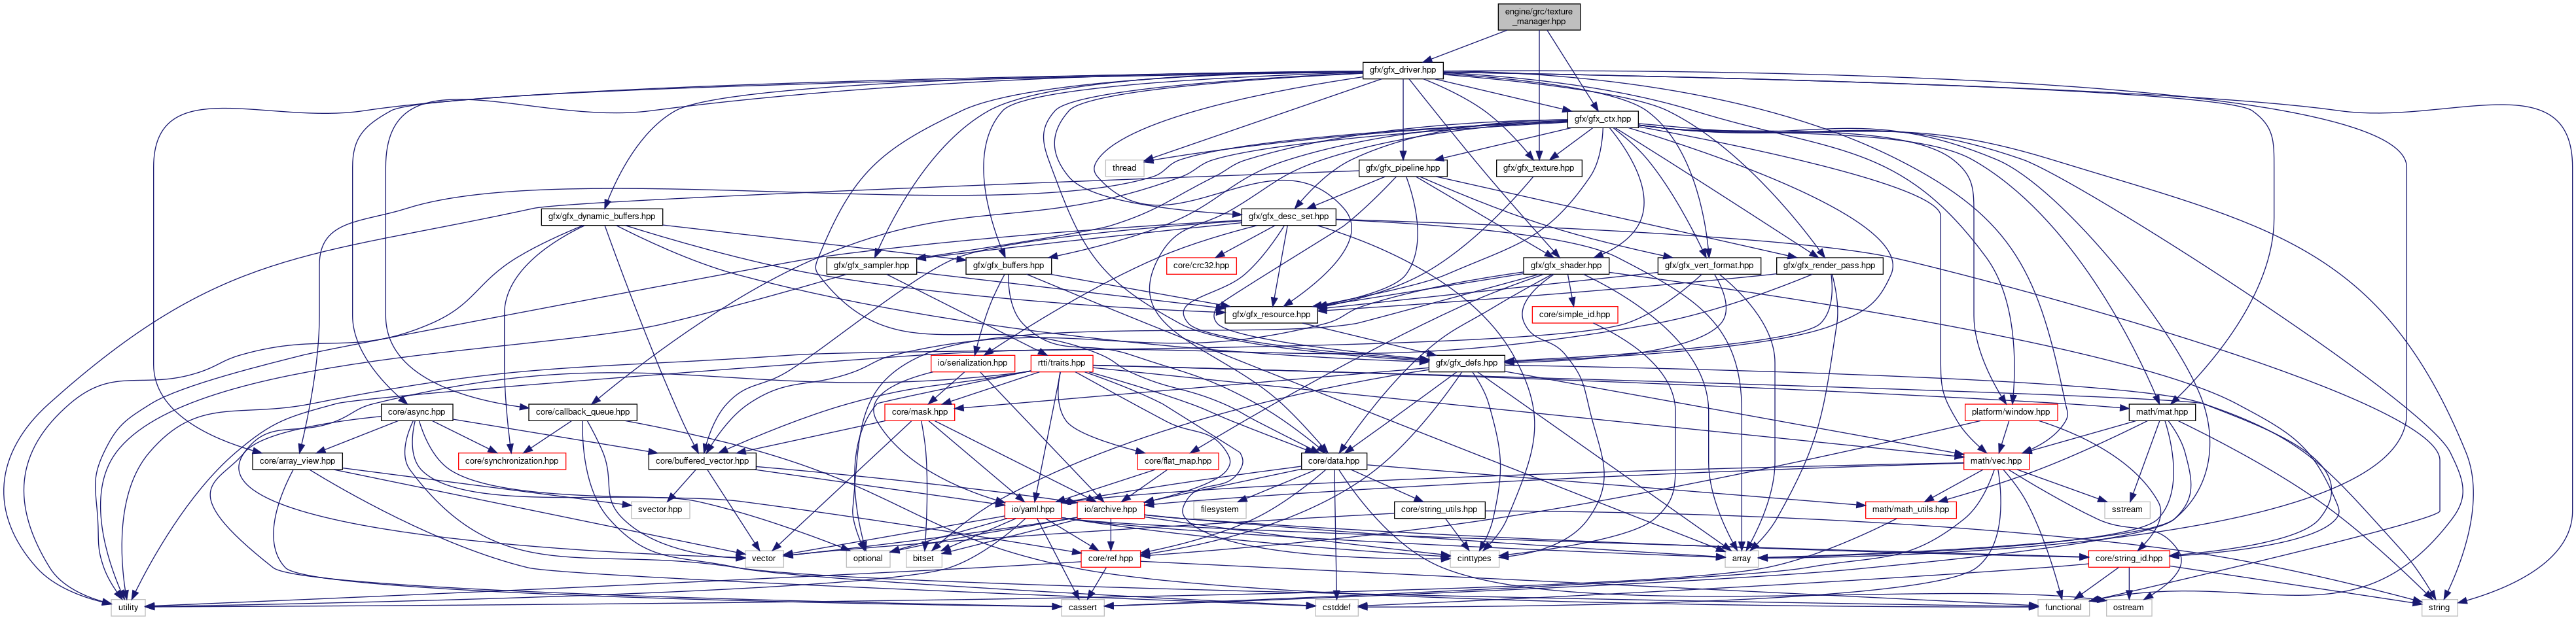 engine/grc/texture
_manager.hpp
gfx/gfx_driver.hpp
gfx/gfx_ctx.hpp
thread
gfx/gfx_pipeline.hpp
gfx/gfx_texture.hpp
gfx/gfx_dynamic_buffers.hpp
gfx/gfx_desc_set.hpp
gfx/gfx_sampler.hpp
gfx/gfx_buffers.hpp
core/crc32.hpp
gfx/gfx_shader.hpp
gfx/gfx_vert_format.hpp
gfx/gfx_render_pass.hpp
gfx/gfx_resource.hpp
core/simple_id.hpp
io/serialization.hpp
rtti/traits.hpp
gfx/gfx_defs.hpp
core/async.hpp
core/callback_queue.hpp
core/mask.hpp
platform/window.hpp
math/mat.hpp
core/array_view.hpp
core/synchronization.hpp
core/buffered_vector.hpp
core/flat_map.hpp
core/data.hpp
math/vec.hpp
svector.hpp
io/yaml.hpp
io/archive.hpp
filesystem
core/string_utils.hpp
math/math_utils.hpp
sstream
vector
optional
bitset
core/ref.hpp
cinttypes
array
core/string_id.hpp
utility
cassert
cstddef
functional
ostream
string